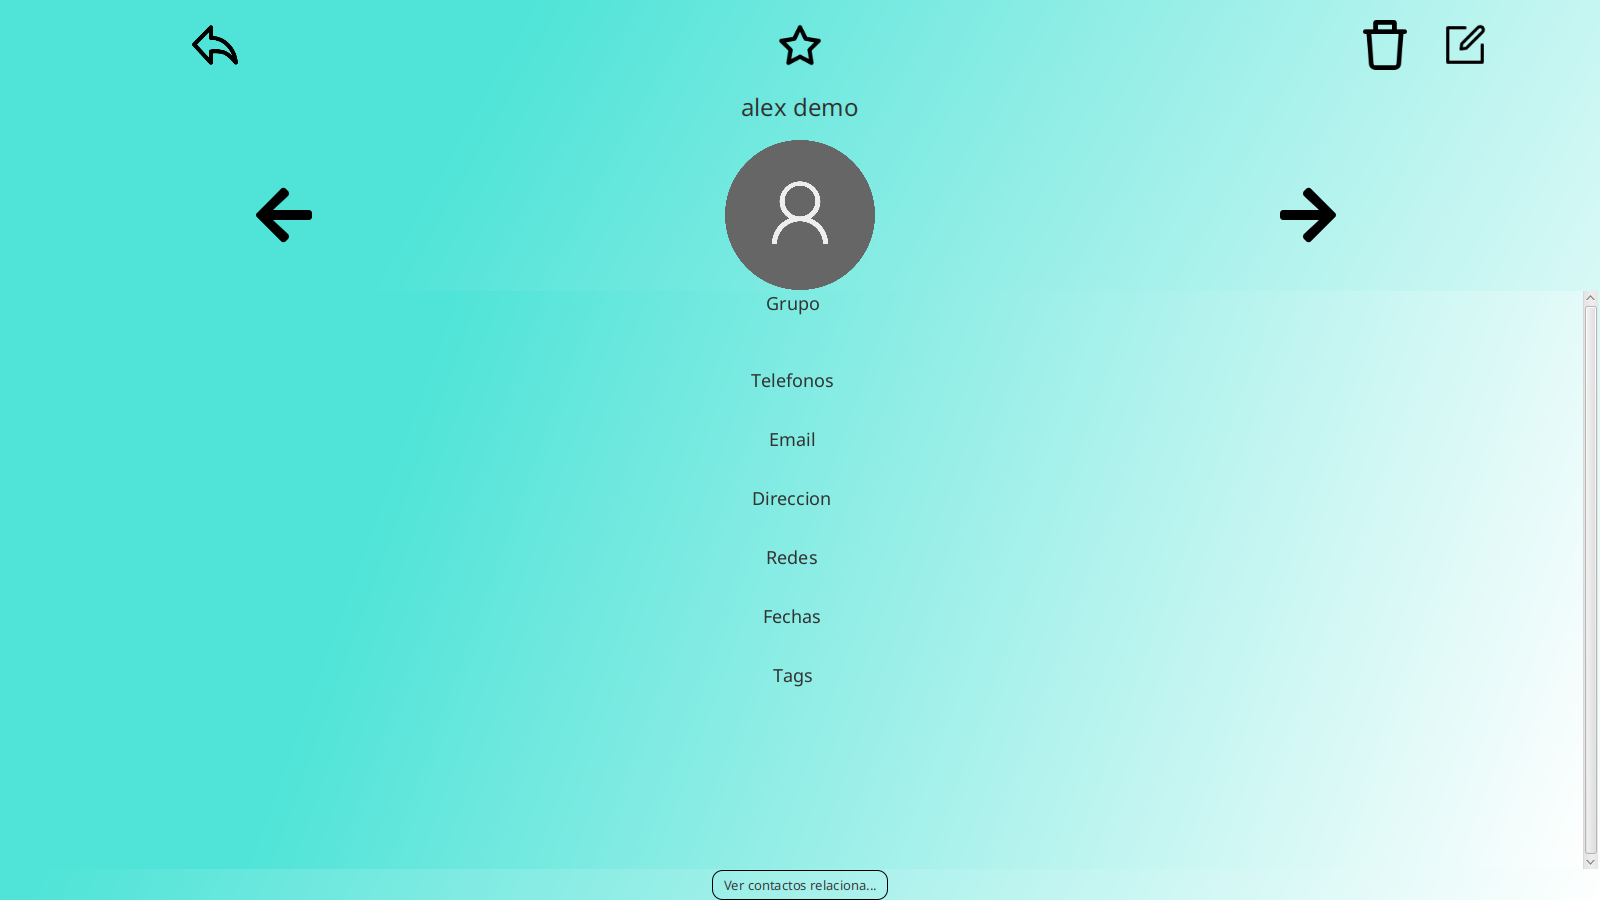 alex demo
Grupo
Telefonos
Email
Direccion
Redes
Fechas
Tags
Ver contactos relaciona...